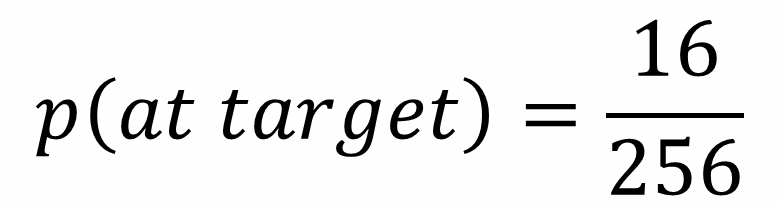 p(at target) = 16/256